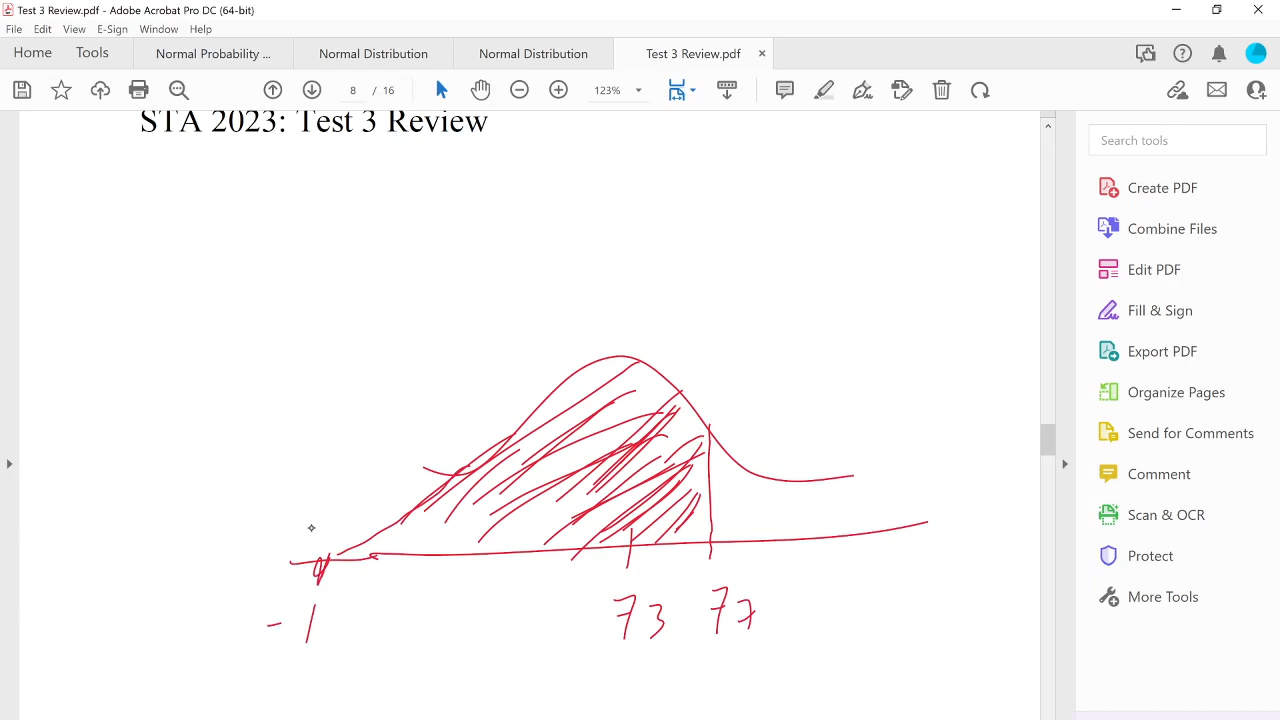 Test 3 Review.pdf - Adobe Acrobat Pro DC (64-bit)
File Edit View E-Sign Window Help
Home Tools Normal Probability ... Normal Distribution Normal Distribution Test 3 Review.pdf ×
8 / 16 123%
STA 2023: Test 3 Review
-1 73 77
Search tools
Create PDF
Combine Files
Edit PDF
Fill & Sign
Export PDF
Organize Pages
Send for Comments
Comment
Scan & OCR
Protect
More Tools